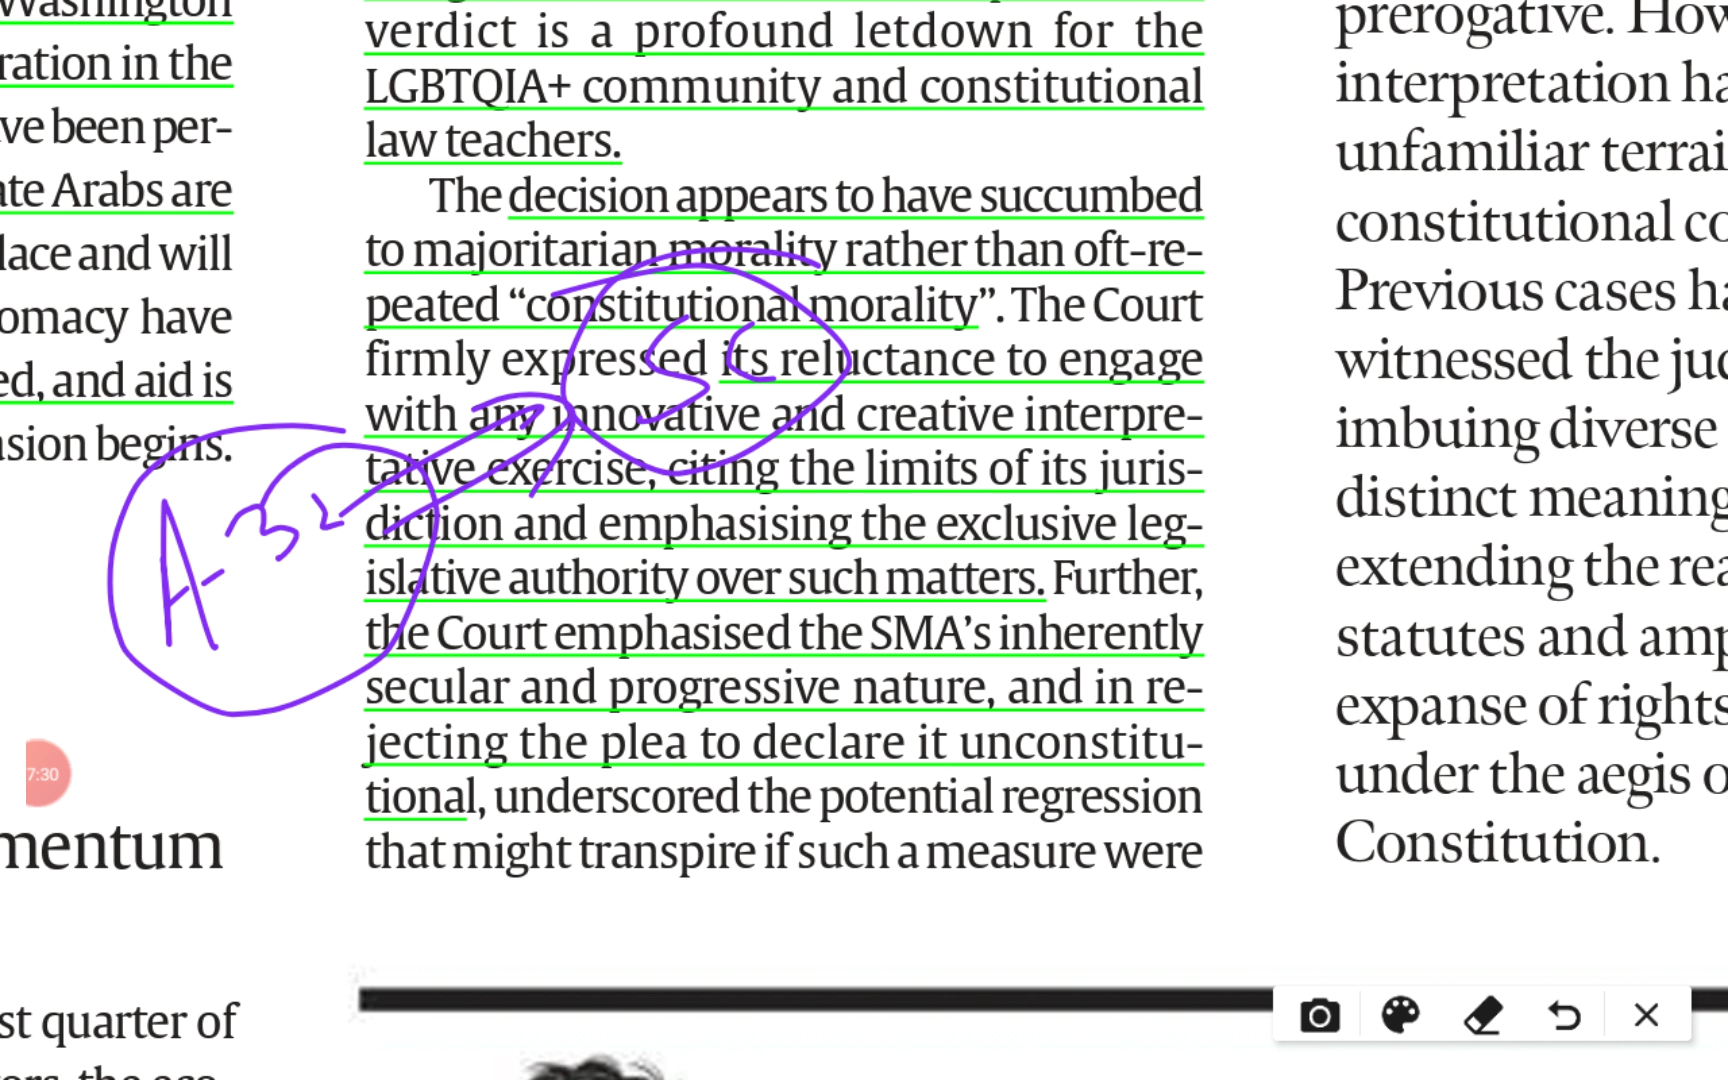 Washington
ration in the
ve been per-
ate Arabs are
lace and will
omacy have
ed, and aid is
sion begins.
7:30
mentum
st quarter of
verdict is a profound letdown for the
LGBTQIA+ community and constitutional
law teachers.
The decision appears to have succumbed
to majoritarian morality rather than oft-re-
peated “constitutional morality”. The Court
firmly expressed its reluctance to engage
with any innovative and creative interpre-
tative exercise, citing the limits of its juris-
diction and emphasising the exclusive leg-
islative authority over such matters. Further,
the Court emphasised the SMA’s inherently
secular and progressive nature, and in re-
jecting the plea to declare it unconstitu-
tional, underscored the potential regression
that might transpire if such a measure were
SC
A-32
prerogative. How
interpretation ha
unfamiliar terrai
constitutional co
Previous cases ha
witnessed the jud
imbuing diverse
distinct meaning
extending the rea
statutes and amp
expanse of rights
under the aegis o
Constitution.